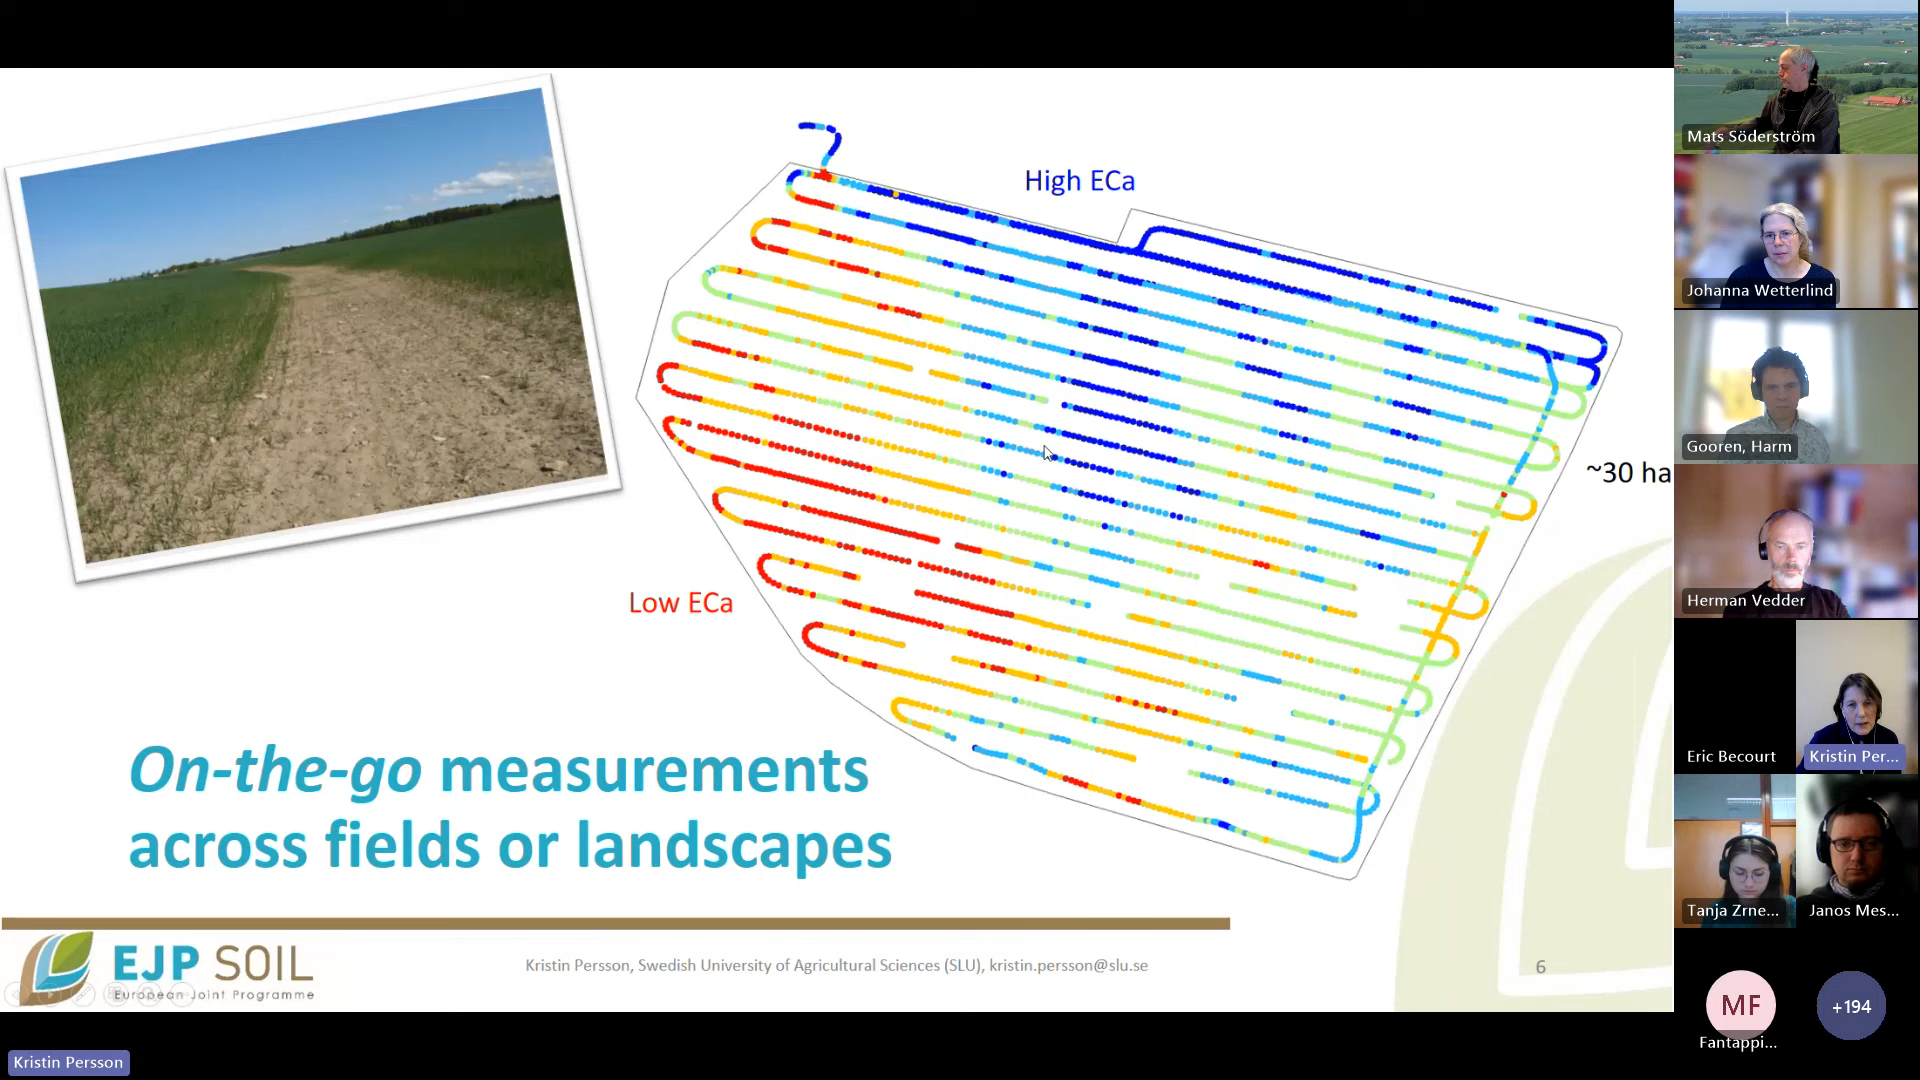 High ECa
~30 ha
Low ECa
On-the-go measurements
across fields or landscapes
EJP SOIL
European Joint Programme
Kristin Persson, Swedish University of Agricultural Sciences (SLU), kristin.persson@slu.se
6
Kristin Persson
Mats Söderström
Johanna Wetterlind
Gooren, Harm
Herman Vedder
Eric Becourt
Kristin Per...
Tanja Zrne...
Janos Mes...
MF
+194
Fantappi...